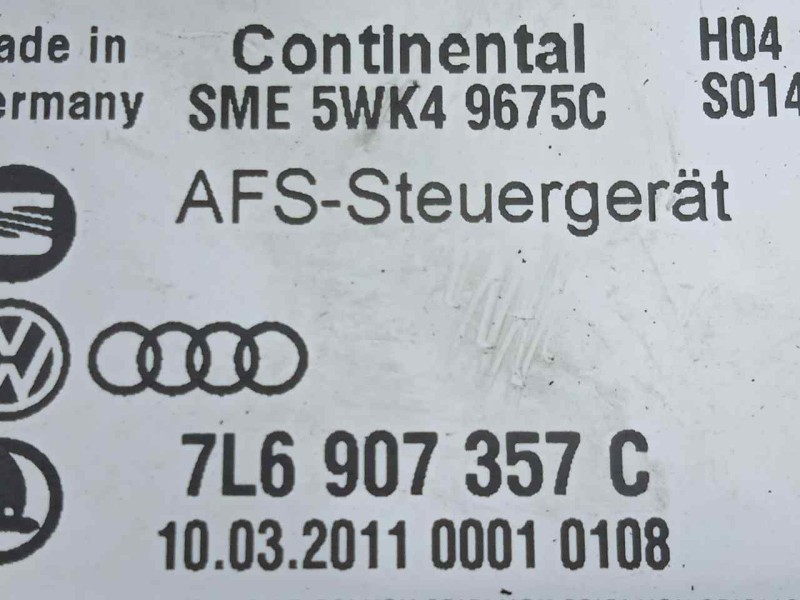 ade in Continental H04
ermany SME 5WK4 9675C S014
AFS-Steuergerät
7L6 907 357 C
10.03.2011 0001 0108